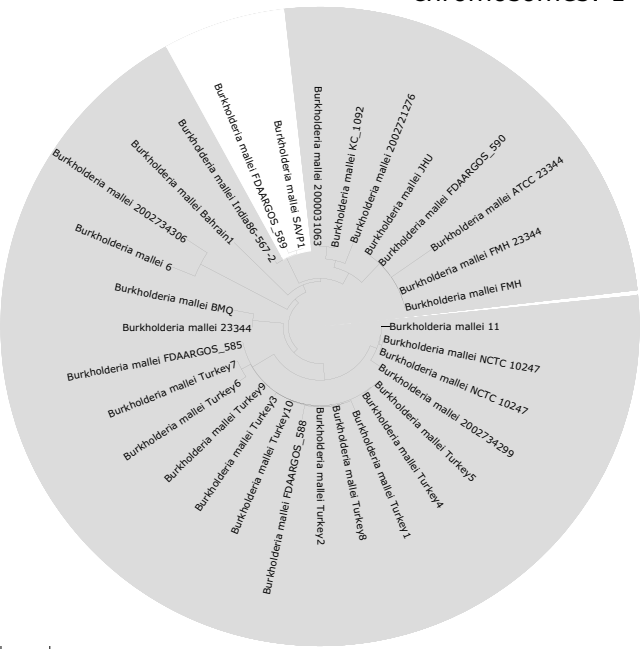 chromosomes:
Burkholderia mallei 2000031063
Burkholderia mallei KC_1092
Burkholderia mallei 2002721276
Burkholderia mallei JHU
Burkholderia mallei FDAARGOS_590
Burkholderia mallei ATCC 23344
Burkholderia mallei FMH 23344
Burkholderia mallei FMH
Burkholderia mallei 11
Burkholderia mallei NCTC 10247
Burkholderia mallei NCTC 10247
Burkholderia mallei 2002734299
Burkholderia mallei Turkey5
Burkholderia mallei Turkey4
Burkholderia mallei Turkey1
Burkholderia mallei Turkey8
Burkholderia mallei Turkey2
Burkholderia mallei FDAARGOS_588
Burkholderia mallei Turkey10
Burkholderia mallei Turkey3
Burkholderia mallei Turkey9
Burkholderia mallei Turkey6
Burkholderia mallei Turkey7
Burkholderia mallei FDAARGOS_585
Burkholderia mallei 23344
Burkholderia mallei BMQ
Burkholderia mallei 6
Burkholderia mallei 2002734306
Burkholderia mallei Bahrain1
Burkholderia mallei India86-567-2
Burkholderia mallei FDAARGOS_589
Burkholderia mallei SAVP1